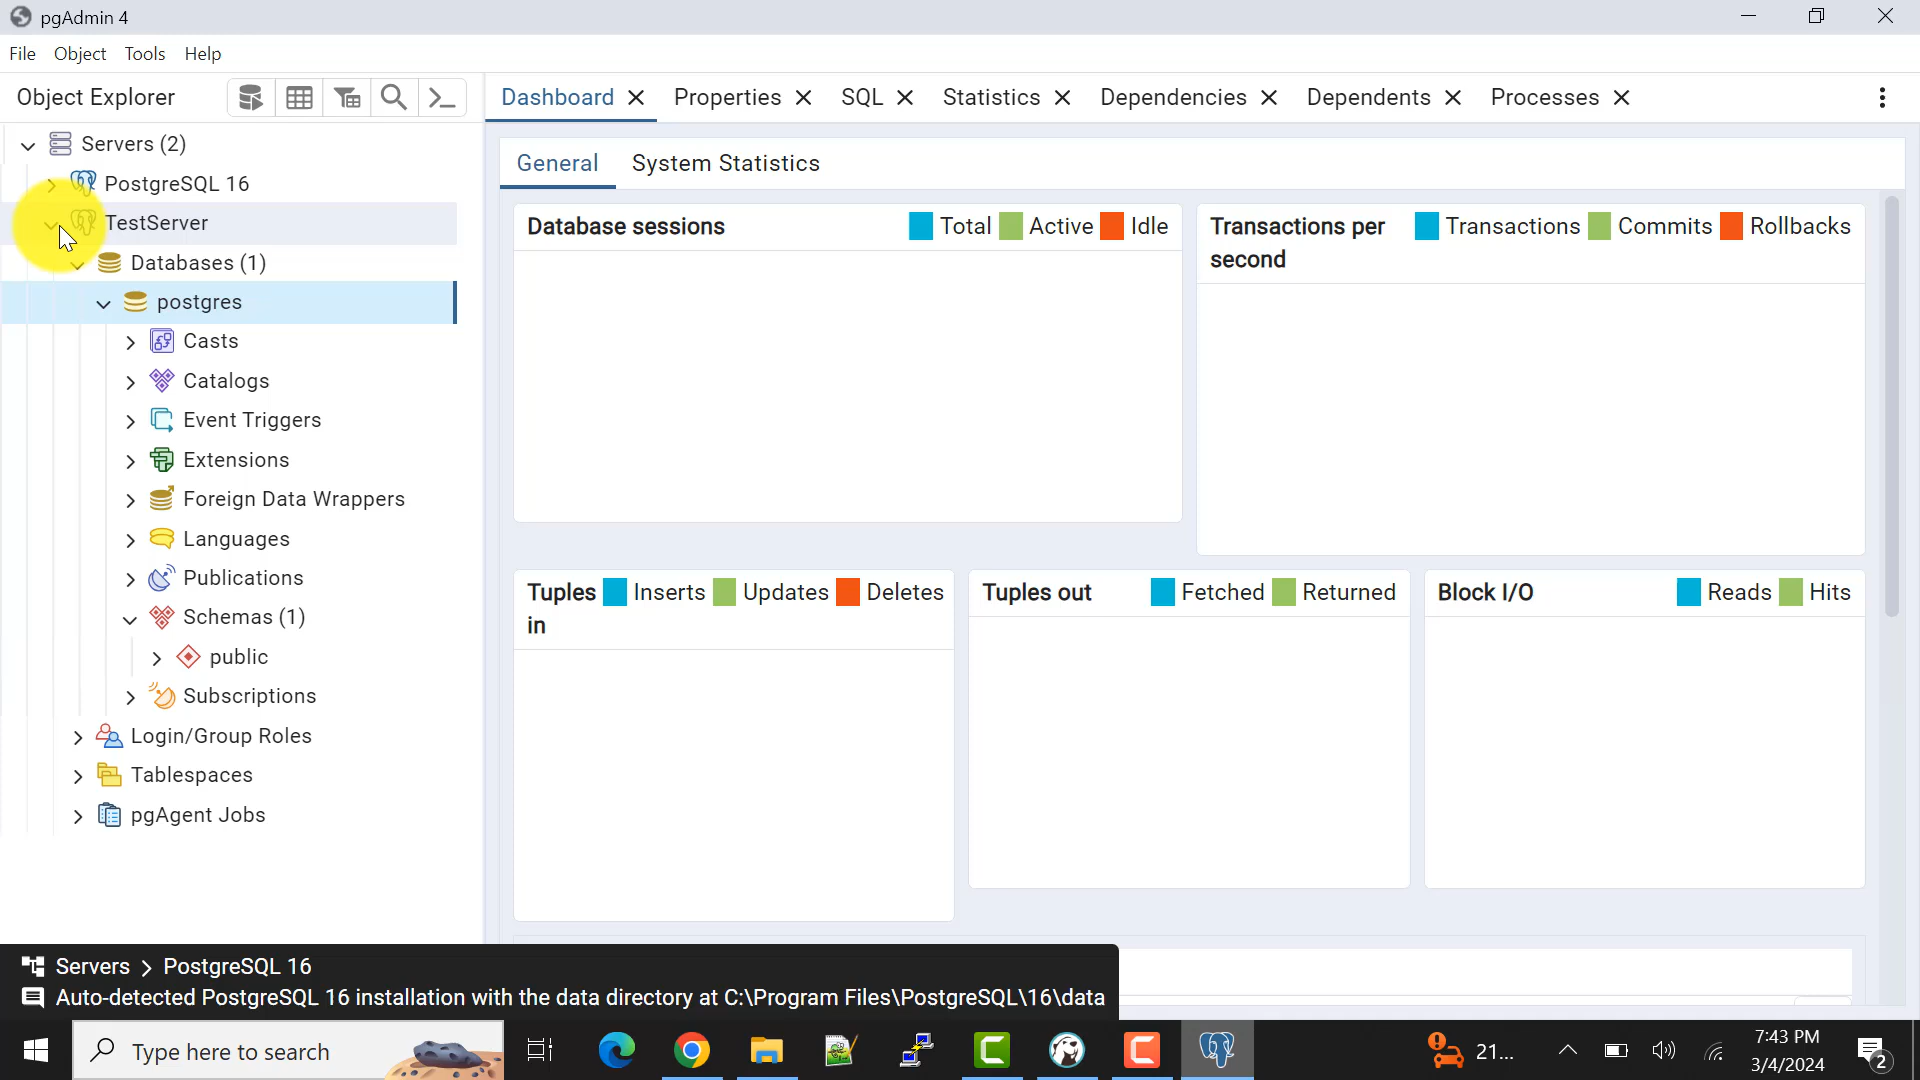 pgAdmin 4
File Object Tools Help
Object Explorer
Dashboard Properties SQL Statistics Dependencies Dependents Processes
Servers (2)
PostgreSQL 16
TestServer
Databases (1)
postgres
Casts
Catalogs
Event Triggers
Extensions
Foreign Data Wrappers
Languages
Publications
Schemas (1)
public
Subscriptions
Login/Group Roles
Tablespaces
pgAgent Jobs
General System Statistics
Database sessions Total Active Idle
Transactions per second Transactions Commits Rollbacks
Tuples in Inserts Updates Deletes
Tuples out Fetched Returned
Block I/O Reads Hits
Servers > PostgreSQL 16
Auto-detected PostgreSQL 16 installation with the data directory at C:\Program Files\PostgreSQL\16\data
Type here to search
21...
7:43 PM
3/4/2024
2